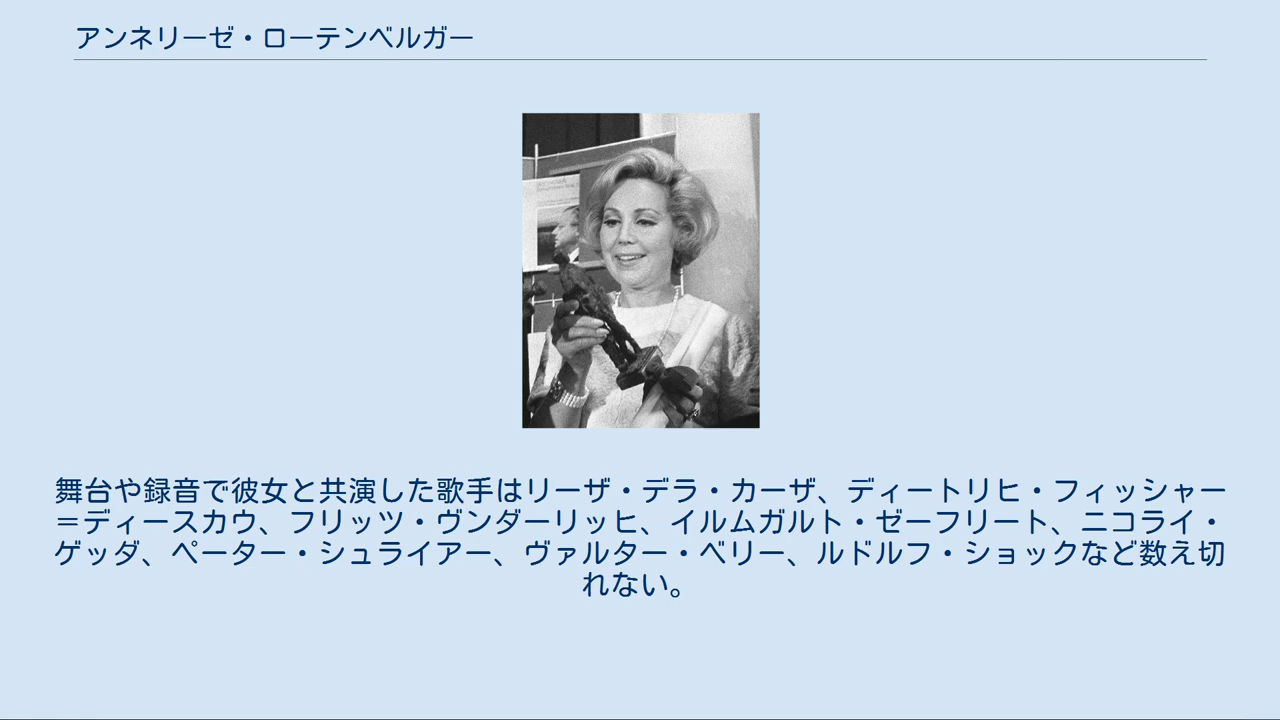 アンネリーゼ・ローテンベルガー
舞台や録音で彼女と共演した歌手はリーザ・デラ・カーザ、ディートリヒ・フィッシャー
＝ディースカウ、フリッツ・ヴンダーリッヒ、イルムガルト・ゼーフリート、ニコライ・
ゲッダ、ペーター・シュライアー、ヴァルター・ベリー、ルドルフ・ショックなど数え切
れない。